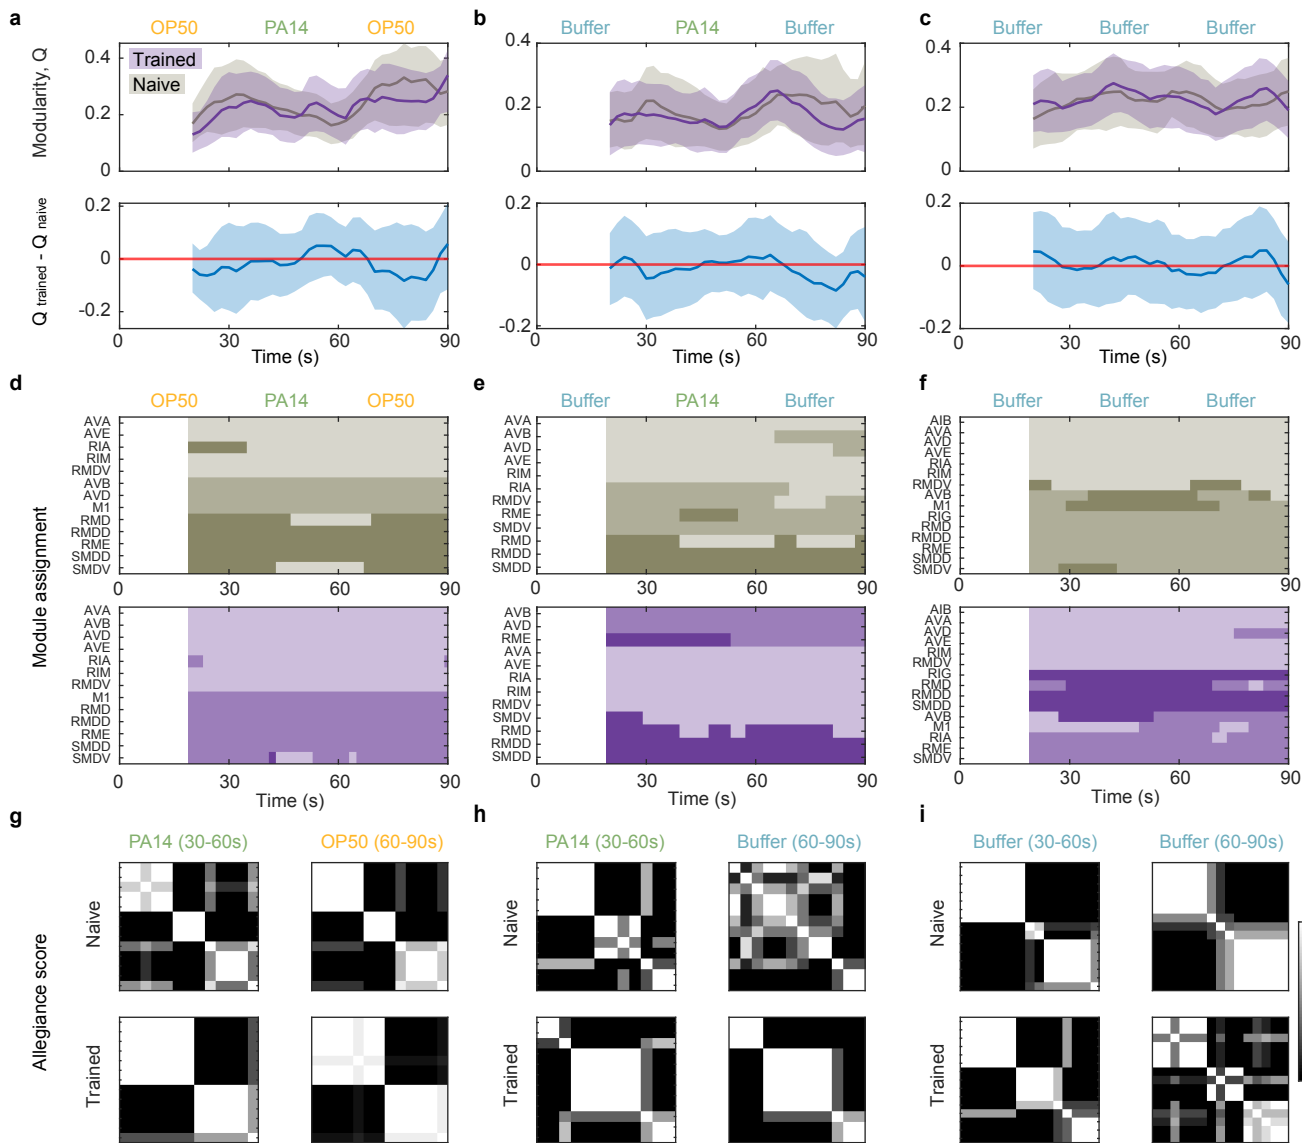 a
b
c
OP50 PA14 OP50
Buffer PA14 Buffer
Buffer Buffer Buffer
Modularity, Q
0.4
0.2
0
Trained
Naive
0.4
0.2
0
0.4
0.2
0
Q trained - Q naive
0.2
0
-0.2
0 30 60 90
Time (s)
0.2
0
-0.2
0 30 60 90
Time (s)
0.2
0
-0.2
0 30 60 90
Time (s)
d
e
f
OP50 PA14 OP50
Buffer PA14 Buffer
Buffer Buffer Buffer
Module assignment
AVA
AVE
RIA
RIM
RMDV
AVB
AVD
M1
RMD
RMDD
RME
SMDD
SMDV
0 30 60 90
AVA
AVB
AVD
AVE
RIM
RIA
RMDV
RME
SMDV
RMD
RMDD
SMDD
0 30 60 90
AIB
AVA
AVD
AVE
RIA
RIM
RMDV
AVB
M1
RIG
RMD
RMDD
RME
SMDD
SMDV
0 30 60 90
AVA
AVB
AVD
AVE
RIA
RIM
RMDV
M1
RMD
RMDD
RME
SMDD
SMDV
0 30 60 90
Time (s)
AVB
AVD
RME
AVA
AVE
RIA
RIM
RMDV
SMDV
RMD
RMDD
SMDD
0 30 60 90
Time (s)
AIB
AVA
AVD
AVE
RIM
RMDV
RIG
RMD
RMDD
SMDD
AVB
M1
RIA
RME
SMDV
0 30 60 90
Time (s)
g
h
i
PA14 (30-60s) OP50 (60-90s)
PA14 (30-60s) Buffer (60-90s)
Buffer (30-60s) Buffer (60-90s)
Allegiance score
Naive
Naive
Naive
Trained
Trained
Trained